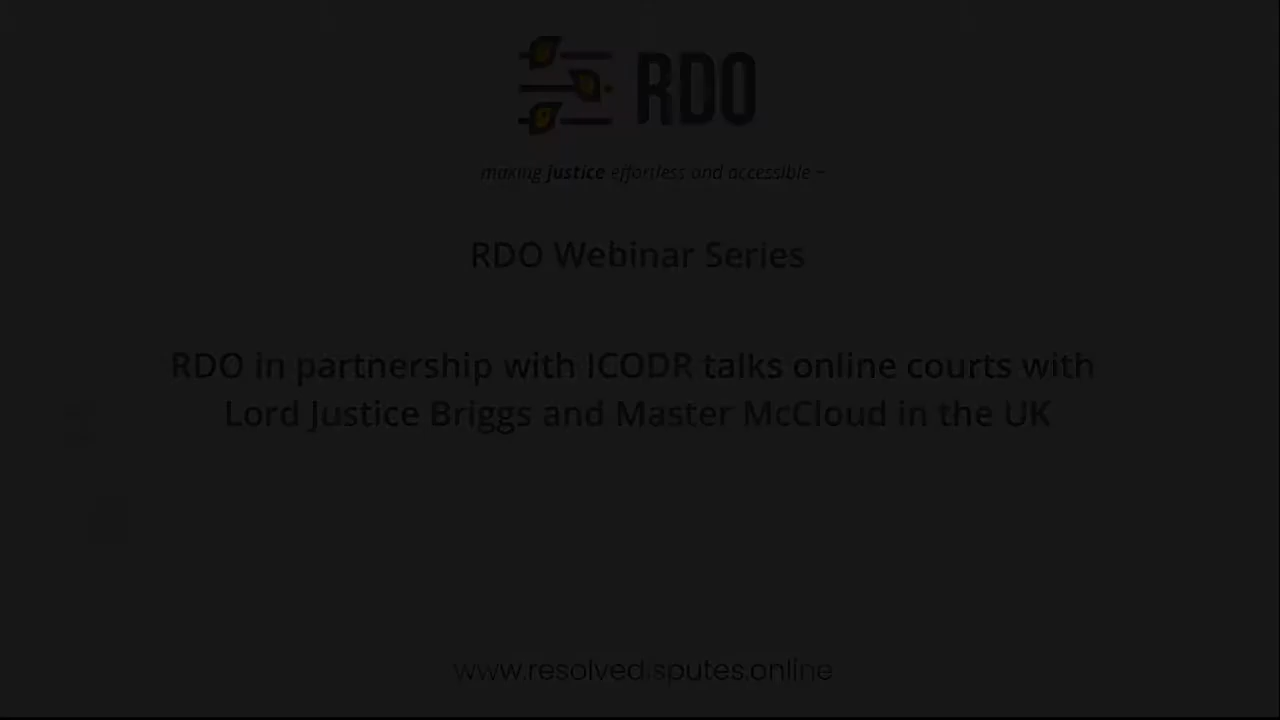 RDO
making justice effortless and accessible –
RDO Webinar Series
RDO in partnership with ICODR talks online courts with
Lord Justice Briggs and Master McCloud in the UK
www.resolvedisputes.online